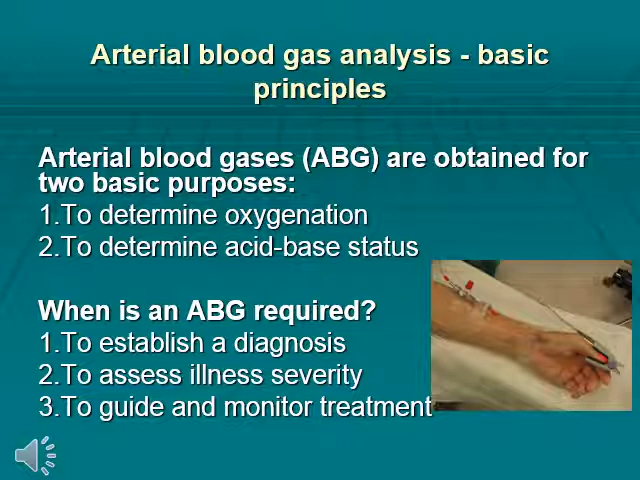 Arterial blood gas analysis - basic
principles
Arterial blood gases (ABG) are obtained for
two basic purposes:
1.To determine oxygenation
2.To determine acid-base status
When is an ABG required?
1.To establish a diagnosis
2.To assess illness severity
3.To guide and monitor treatment